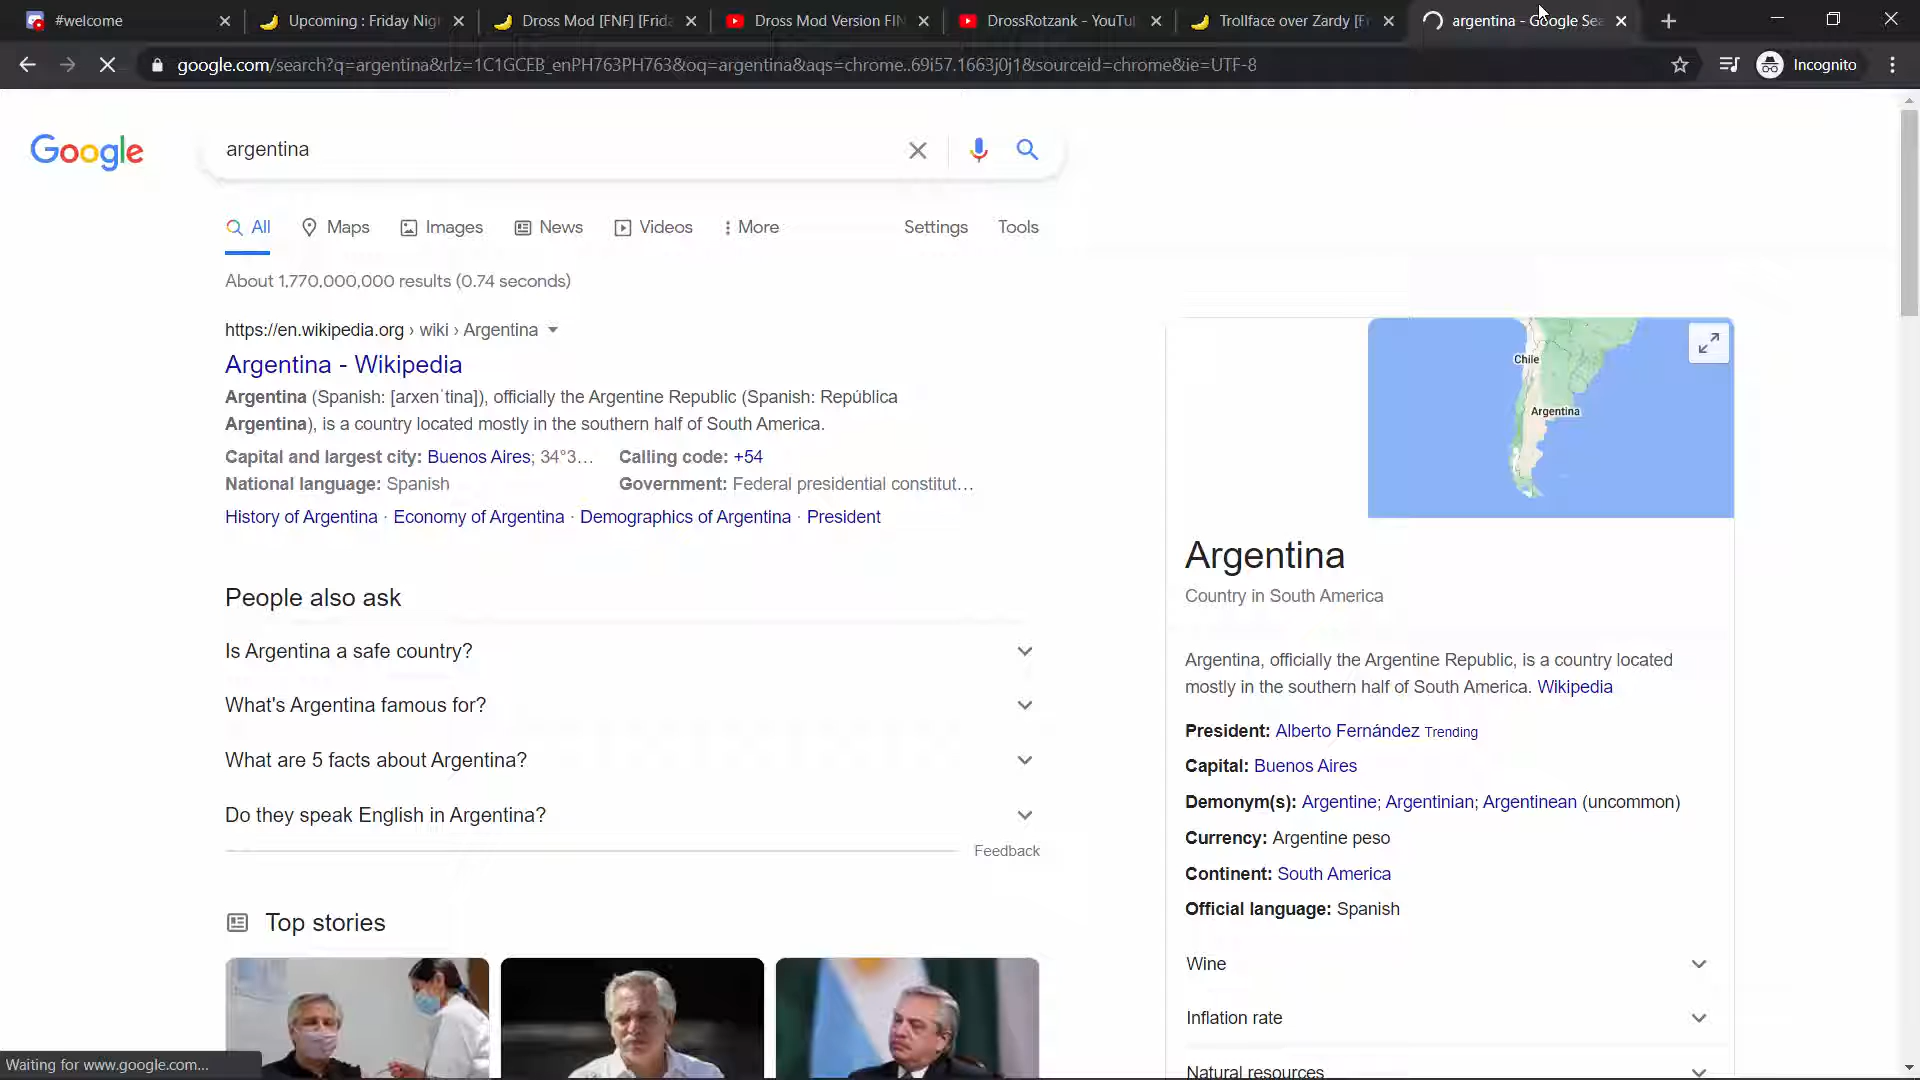 #welcome
Upcoming : Friday Nig
Dross Mod [FNF] [Frida
Dross Mod Version FIN
DrossRotzank - YouTu
Trollface over Zardy [F
argentina - Google Sea
google.com/search?q=argentina&rlz=1C1GCEB_enPH763PH763&oq=argentina&aqs=chrome..69i57.1663j0j1&sourceid=chrome&ie=UTF-8
Incognito
Google
argentina
All
Maps
Images
News
Videos
More
Settings
Tools
About 1,770,000,000 results (0.74 seconds)
https://en.wikipedia.org › wiki › Argentina
Argentina - Wikipedia
Argentina (Spanish: [aɾxenˈtina]), officially the Argentine Republic (Spanish: República
Argentina), is a country located mostly in the southern half of South America.
Capital and largest city: Buenos Aires; 34°3...
Calling code: +54
National language: Spanish
Government: Federal presidential constitut...
History of Argentina · Economy of Argentina · Demographics of Argentina · President
People also ask
Is Argentina a safe country?
What's Argentina famous for?
What are 5 facts about Argentina?
Do they speak English in Argentina?
Feedback
Top stories
Chile
Argentina
Argentina
Country in South America
Argentina, officially the Argentine Republic, is a country located
mostly in the southern half of South America. Wikipedia
President: Alberto Fernández Trending
Capital: Buenos Aires
Demonym(s): Argentine; Argentinian; Argentinean (uncommon)
Currency: Argentine peso
Continent: South America
Official language: Spanish
Wine
Inflation rate
Natural resources
Waiting for www.google.com...